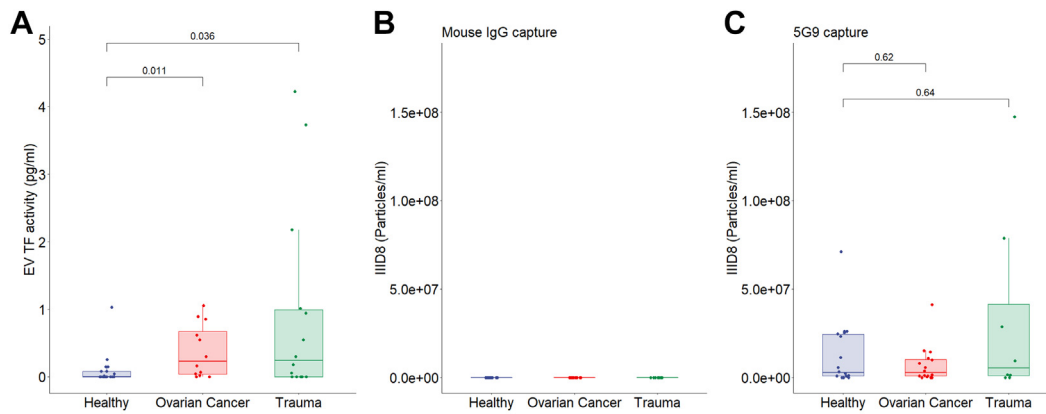 A
5
4
3
2
1
0
EV TF activity (pg/ml)
0.036
0.011
Healthy Ovarian Cancer Trauma
B
Mouse IgG capture
1.5e+08
1.0e+08
5.0e+07
0.0e+00
IIID8 (Particles/ml)
Healthy Ovarian Cancer Trauma
C
5G9 capture
0.62
0.64
1.5e+08
1.0e+08
5.0e+07
0.0e+00
IIID8 (Particles/ml)
Healthy Ovarian Cancer Trauma